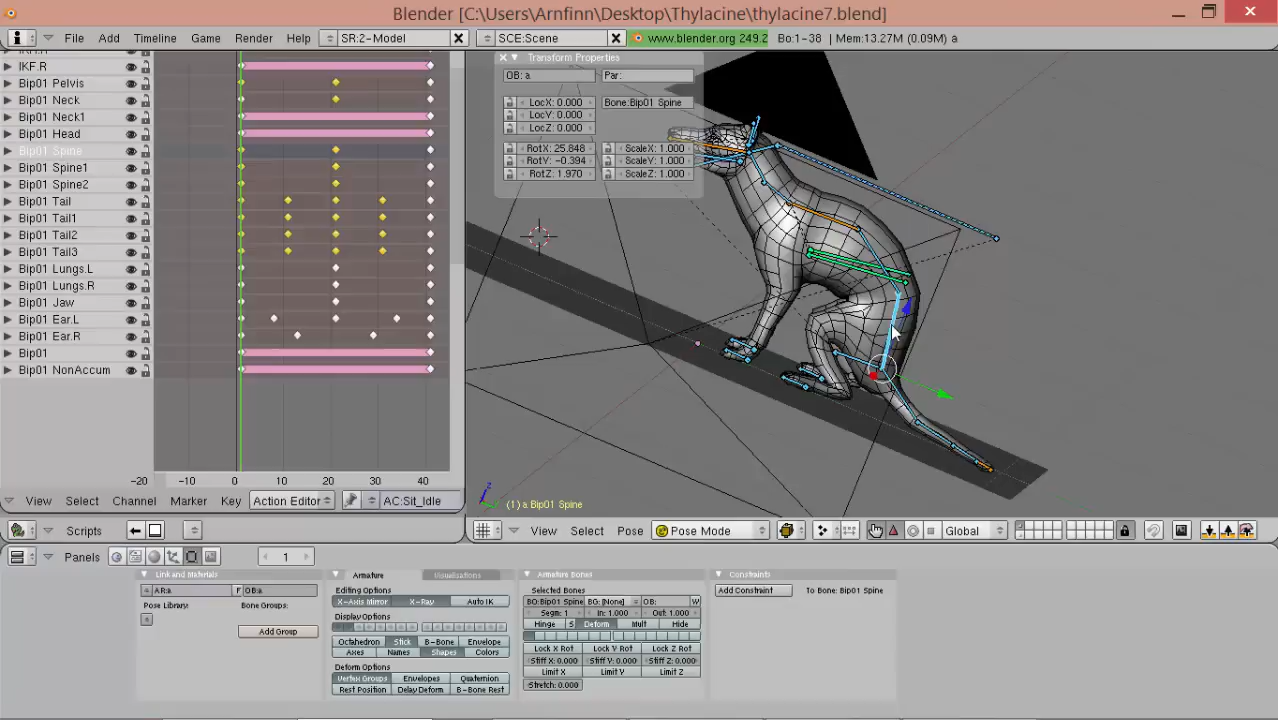 Blender [C:\Users\Arnfinn\Desktop\Thylacine\thylacine7.blend]
File Add Timeline Game Render Help SR:2-Model SCE:Scene www.blender.org 249.2 Bo:1-38 | Mem:13.27M (0.09M) a
IKF.R
Bip01 Pelvis
Bip01 Neck
Bip01 Neck1
Bip01 Head
Bip01 Spine
Bip01 Spine1
Bip01 Spine2
Bip01 Tail
Bip01 Tail1
Bip01 Tail2
Bip01 Tail3
Bip01 Lungs.L
Bip01 Lungs.R
Bip01 Jaw
Bip01 Ear.L
Bip01 Ear.R
Bip01
Bip01 NonAccum
-20 -10 0 10 20 30 40
View Select Channel Marker Key Action Editor AC:Sit_Idle
Transform Properties
OB: a Par:
LocX: 0.000 Bone:Bip01 Spine
LocY: 0.000
LocZ: 0.000
RotX: 25.848 ScaleX: 1.000
RotY: -0.394 ScaleY: 1.000
RotZ: 1.970 ScaleZ: 1.000
(1) a Bip01 Spine
Scripts
View Select Pose Pose Mode Global
Panels 1
Link and Materials
AR:a F OB:a
Pose Library: Bone Groups:
Add Group
Armature Visualisations
Editing Options
X-Axis Mirror X-Ray Auto IK
Display Options
Octahedron Stick B-Bone Envelope
Axes Names Shapes Colors
Deform Options
Vertex Groups Envelopes Quaternion
Rest Position Delay Deform B-Bone Rest
Armature Bones
Selected Bones
BO:Bip01 Spine BG: [None] OB: W
Segm: 1 In: 1.000 Out: 1.000
Hinge S Deform Mult Hide
Lock X Rot Lock Y Rot Lock Z Rot
Stiff X: 0.000 Stiff Y: 0.000 Stiff Z: 0.000
Limit X Limit Y Limit Z
Stretch: 0.000
Constraints
Add Constraint To Bone: Bip01 Spine